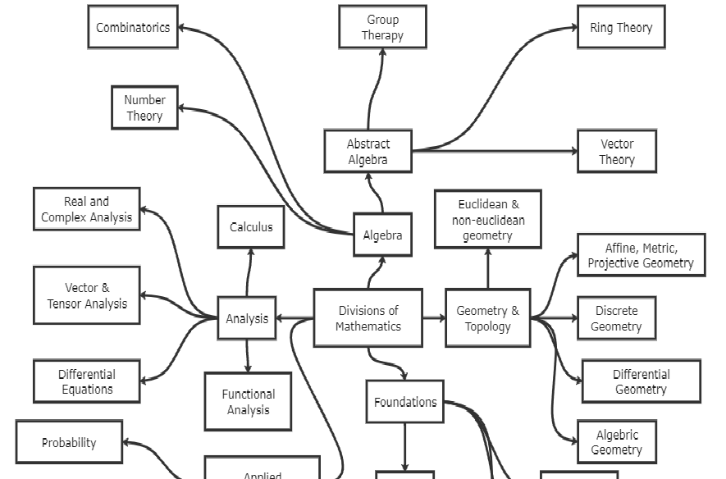 Combinatorics
Group
Therapy
Ring Theory
Number
Theory
Abstract
Algebra
Vector
Theory
Real and
Complex Analysis
Calculus
Algebra
Euclidean &
non-euclidean
geometry
Affine, Metric,
Projective Geometry
Vector &
Tensor Analysis
Analysis
Divisions of
Mathematics
Geometry &
Topology
Discrete
Geometry
Differential
Equations
Functional
Analysis
Foundations
Differential
Geometry
Probability
Algebric
Geometry
Applied